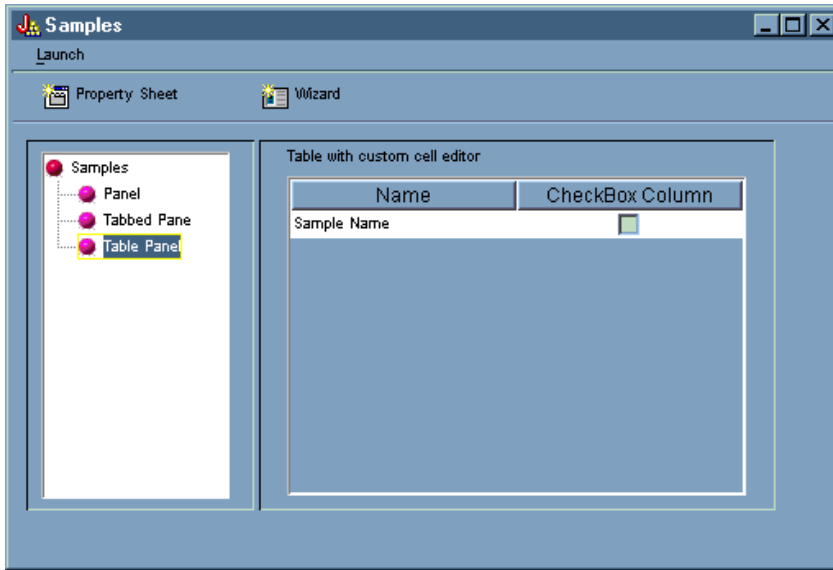 Samples
Launch
Property Sheet
Wizard
Samples
Panel
Tabbed Pane
Table Panel
Table with custom cell editor
Name
CheckBox Column
Sample Name